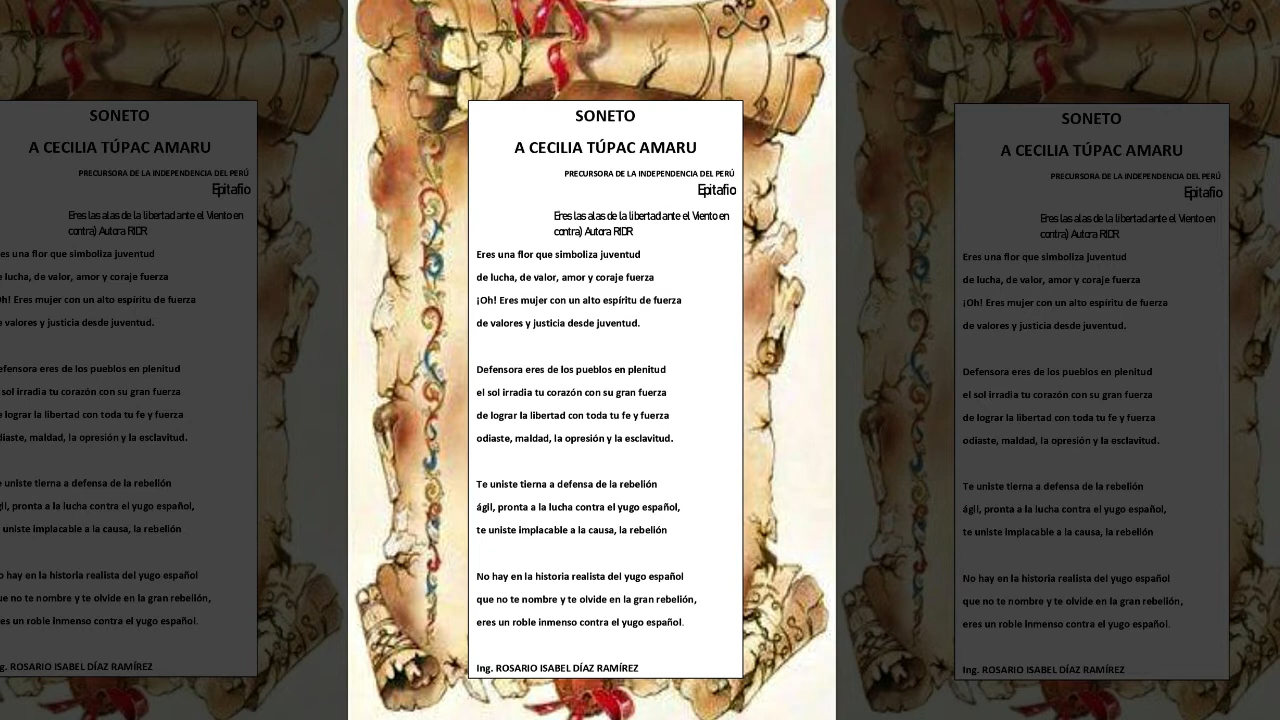 SONETO
A CECILIA TÚPAC AMARU
PRECURSORA DE LA INDEPENDENCIA DEL PERÚ
Epitafio
Eres las alas de la libertad ante el Viento en
contra) Autora RIDR
Eres una flor que simboliza juventud
de lucha, de valor, amor y coraje fuerza
¡Oh! Eres mujer con un alto espíritu de fuerza
de valores y justicia desde juventud.
Defensora eres de los pueblos en plenitud
el sol irradia tu corazón con su gran fuerza
de lograr la libertad con toda tu fe y fuerza
odiaste, maldad, la opresión y la esclavitud.
Te uniste tierna a defensa de la rebelión
ágil, pronta a la lucha contra el yugo español,
te uniste implacable a la causa, la rebelión
No hay en la historia realista del yugo español
que no te nombre y te olvide en la gran rebelión,
eres un roble inmenso contra el yugo español.
Ing. ROSARIO ISABEL DÍAZ RAMÍREZ